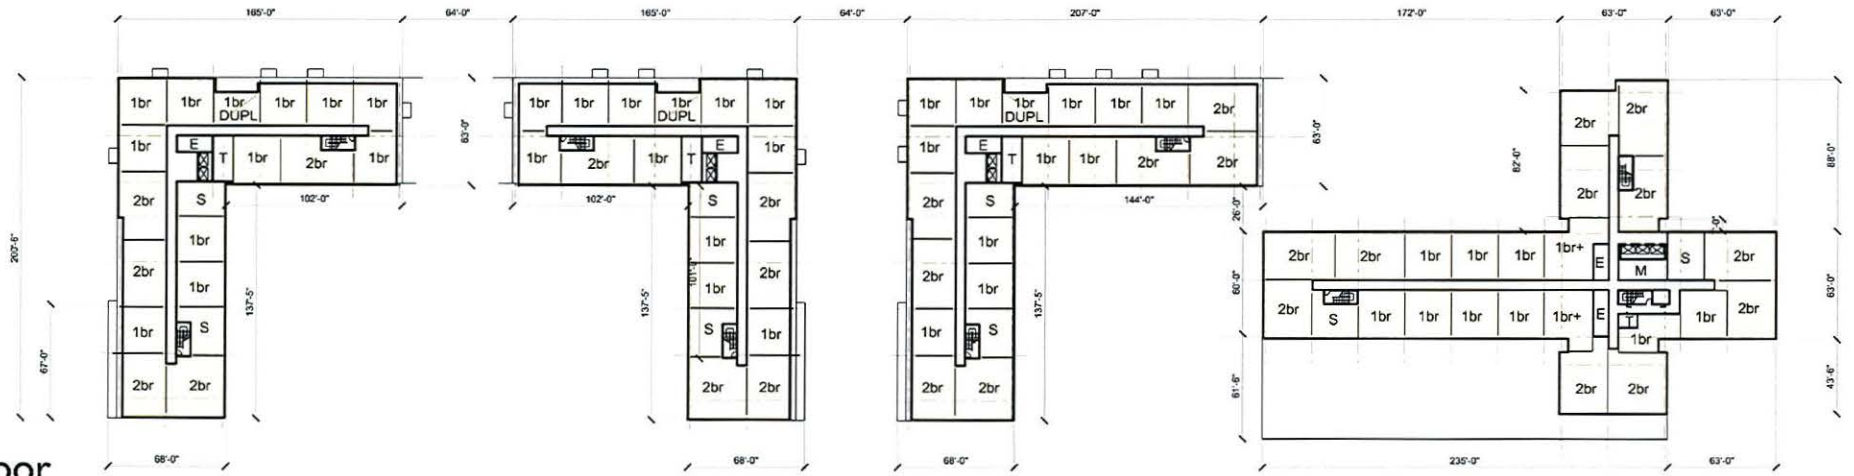 165'-0" 64'-0" 165'-0" 64'-0" 207'-0" 172'-0" 63'-0" 63'-0"
1br 1br 1br 1br 1br 1br
DUPL
1br E T 1br 2br 1br
2br S
1br
2br 1br
1br S
2br 2br
200'-6"
67'-0"
102'-0"
137'-5"
68'-0"
63'-0"
1br 1br 1br 1br 1br 1br
DUPL
1br 2br 1br T E 1br
S 2br
1br
1br 2br
S 1br
2br 2br
102'-0"
101'-0"
137'-5"
68'-0"
1br 1br 1br 1br 1br 1br 2br
DUPL
1br E T 1br 1br 2br 2br
2br S
1br
2br 1br
1br S
2br 2br
63'-0"
144'-0"
137'-5"
68'-0"
26'-0"
60'-0"
61'-6"
82'-0"
2br 2br
2br 2br
2br 2br 1br 1br 1br 1br+ E M S 2br
2br S 1br 1br 1br 1br 1br+ E T 1br 1br 2br
2br 2br
88'-0"
63'-0"
43'-6"
235'-0" 63'-0"
oor